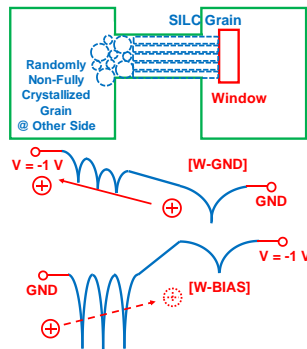 SILC Grain
Randomly
Non-Fully
Crystallized
Grain
@ Other Side
Window
[W-GND]
V = -1 V
GND
V = -1 V
GND
[W-BIAS]